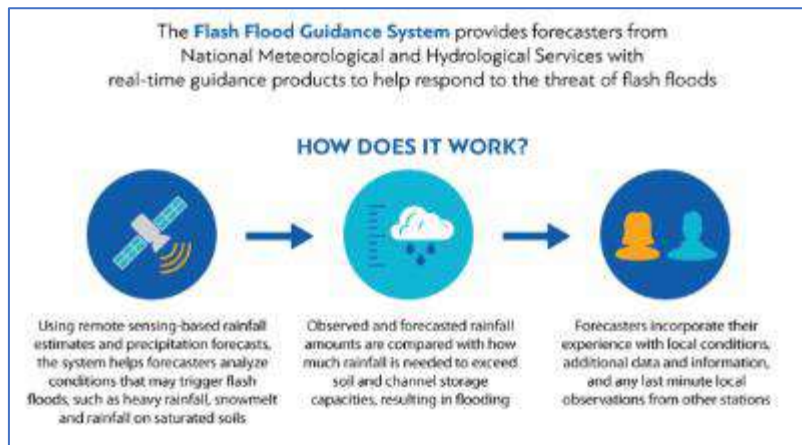 The Flash Flood Guidance System provides forecasters from
National Meteorological and Hydrological Services with
real-time guidance products to help respond to the threat of flash floods
HOW DOES IT WORK?
Using remote sensing-based rainfall
estimates and precipitation forecasts,
the system helps forecasters analyze
conditions that may trigger flash
floods, such as heavy rainfall, snowmelt
and rainfall on saturated soils
Observed and forecasted rainfall
amounts are compared with how
much rainfall is needed to exceed
soil and channel storage
capacities, resulting in flooding
Forecasters incorporate their
experience with local conditions,
additional data and information,
and any last minute local
observations from other stations